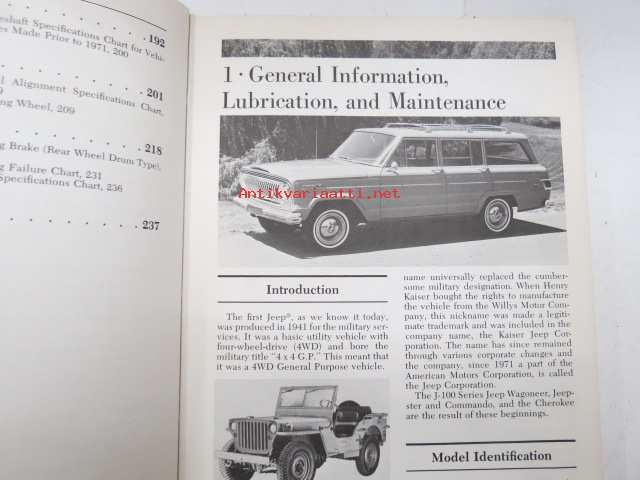 192
shaft Specifications Chart for Vehi-
es Made Prior to 1971, 200
201
l Alignment Specifications Chart,
ng Wheel, 209
218
g Brake (Rear Wheel Drum Type),
ng Failure Chart, 231
Specifications Chart, 236
237
1 · General Information,
Lubrication, and Maintenance
Antikvariaatti.net
Introduction
The first Jeep®, as we know it today,
was produced in 1941 for the military ser-
vices. It was a basic utility vehicle with
four-wheel-drive (4WD) and bore the
military title "4 x 4 G.P." This meant that
it was a 4WD General Purpose vehicle.
name universally replaced the cumber-
some military designation. When Henry
Kaiser bought the rights to manufacture
the vehicle from the Willys Motor Com-
pany, this nickname was made a legiti-
mate trademark and was included in the
company name, the Kaiser Jeep Cor-
poration. The name has since remained
through various corporate changes and
the company, since 1971 a part of the
American Motors Corporation, is called
the Jeep Corporation.
The J-100 Series Jeep Wagoneer, Jeep-
ster and Commando, and the Cherokee
are the result of these beginnings.
Model Identification